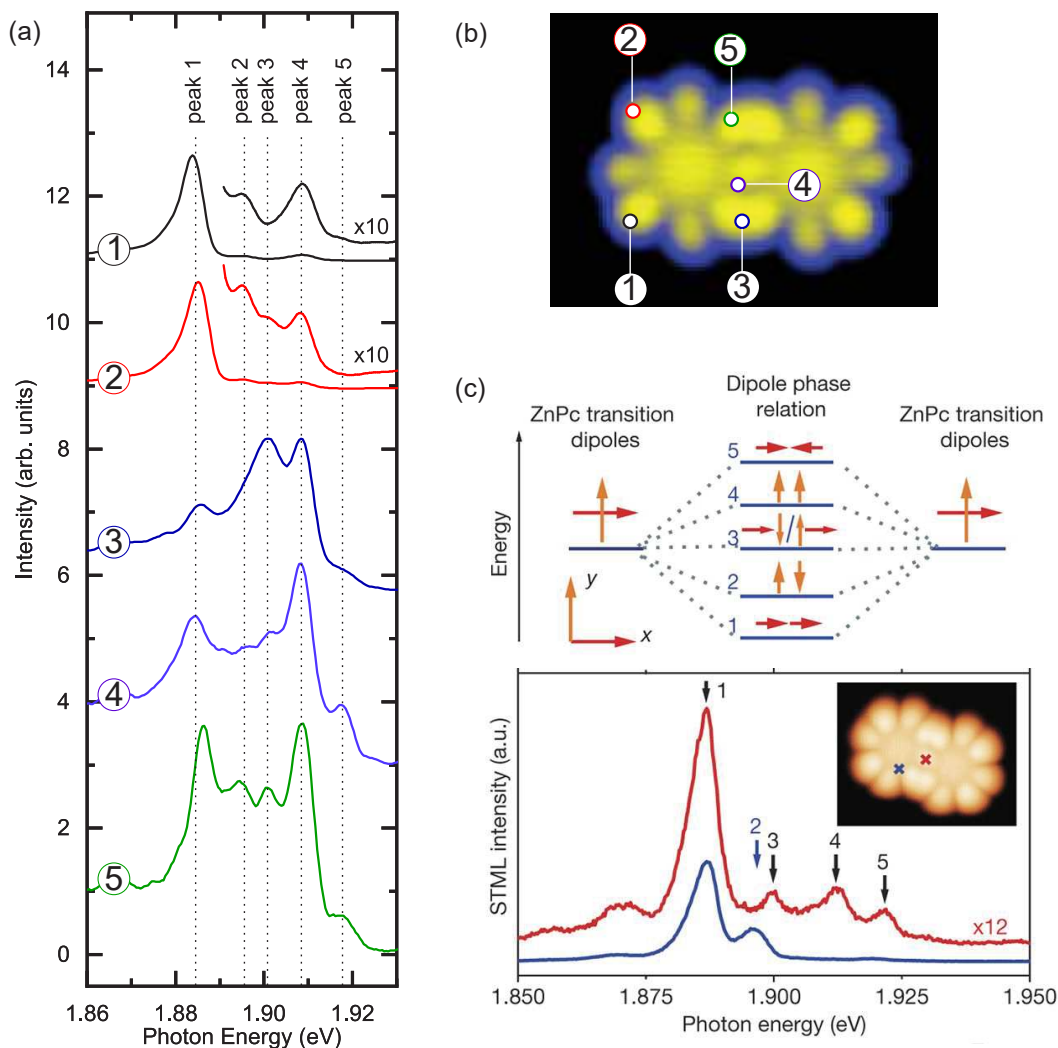 (a)
14
12
10
8
6
4
2
0
Intensity (arb. units)
peak 1
peak 2
peak 3
peak 4
peak 5
x10
1
x10
2
3
4
5
1.86
1.88
1.90
1.92
Photon Energy (eV)
(b)
2
5
4
1
3
(c)
Dipole phase
relation
ZnPc transition
dipoles
ZnPc transition
dipoles
Energy
5
4
3
/
2
1
y
x
STML intensity (a.u.)
1
2
3
4
5
x12
1.850
1.875
1.900
1.925
1.950
Photon energy (eV)